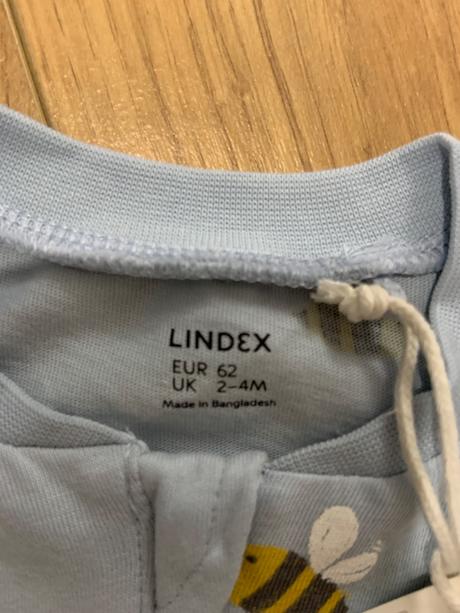 LINDEX
EUR 62
UK 2–4M
Made in Bangladesh